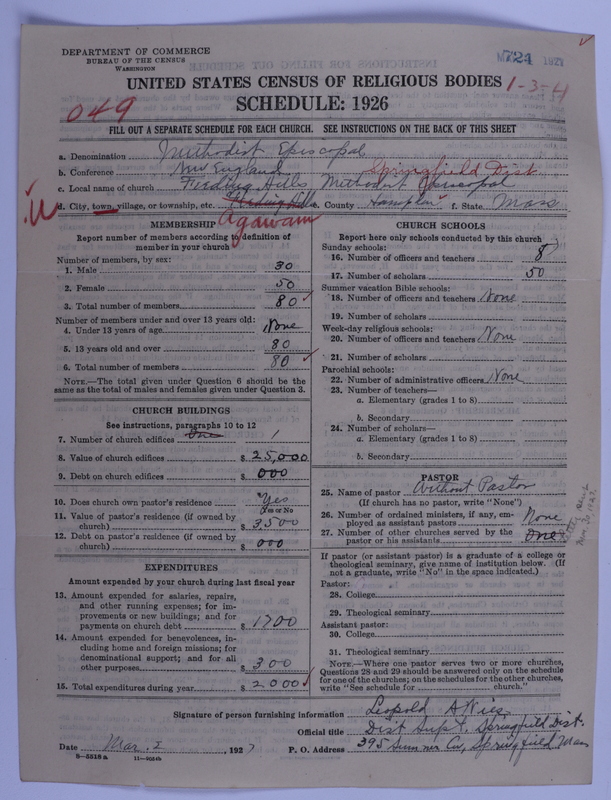 DEPARTMENT OF COMMERCE
BUREAU OF THE CENSUS
WASHINGTON
724 1927
UNITED STATES CENSUS OF RELIGIOUS BODIES
1-3-4
049
SCHEDULE: 1926
FILL OUT A SEPARATE SCHEDULE FOR EACH CHURCH. SEE INSTRUCTIONS ON THE BACK OF THIS SHEET
a. Denomination Methodist Episcopal
b. Conference New England Springfield Dist
c. Local name of church Feeding Hills Methodist Episcopal
d. City, town, village, or township, etc. Feeding Hills e. County Hampden f. State Mass
Agawam
MEMBERSHIP
Report number of members according to definition of
member in your church
Number of members, by sex:
1. Male 30
2. Female 50
3. Total number of members 80
Number of members under and over 13 years old:
4. Under 13 years of age None
5. 13 years old and over 80
6. Total number of members 80
NOTE.—The total given under Question 6 should be
the same as the total of males and females given under Question 3.
CHURCH BUILDINGS
See instructions, paragraphs 10 to 12
7. Number of church edifices One 1
8. Value of church edifices $ 25,000
9. Debt on church edifices $ 000
10. Does church own pastor's residence Yes
Yes or No
11. Value of pastor's residence (if owned by
church) $ 3,500
12. Debt on pastor's residence (if owned by
church) $ 000
EXPENDITURES
Amount expended by your church during last fiscal year
13. Amount expended for salaries, repairs,
and other running expenses; for im-
provements or new buildings; and for
payments on church debt $ 1700
14. Amount expended for benevolences, in-
cluding home and foreign missions; for
denominational support; and for all
other purposes $ 300
15. Total expenditures during year $ 2000
CHURCH SCHOOLS
Report here only schools conducted by this church
Sunday schools:
16. Number of officers and teachers 8
17. Number of scholars 50
Summer vacation Bible schools:
18. Number of officers and teachers None
19. Number of scholars
Week-day religious schools:
20. Number of officers and teachers None
21. Number of scholars
Parochial schools:
22. Number of administrative officers None
23. Number of teachers—
a. Elementary (grades 1 to 8)
b. Secondary
24. Number of scholars—
a. Elementary (grades 1 to 8)
b. Secondary
PASTOR
25. Name of pastor Without Pastor
(If church has no pastor, write "None")
26. Number of ordained ministers, if any, em-
ployed as assistant pastors None
27. Number of other churches served by the
pastor or his assistants one
If pastor (or assistant pastor) is a graduate of a college or
theological seminary, give name of institution below. (If
not a graduate, write "No" in the space indicated.)
Pastor:
28. College
29. Theological seminary
Assistant pastor:
30. College
31. Theological seminary
NOTE.—Where one pastor serves two or more churches,
Questions 28 and 29 should be answered only on the schedule
for one of the churches; on the schedules for the other churches,
write "See schedule for church."
Signature of person furnishing information Leopold A Nies
Official title Dist Supt. Springfield Dist.
Date Mar. 2, 1927 P. O. Address 395 Sumner Av, Springfield Mass
8-5518a 11-9034b